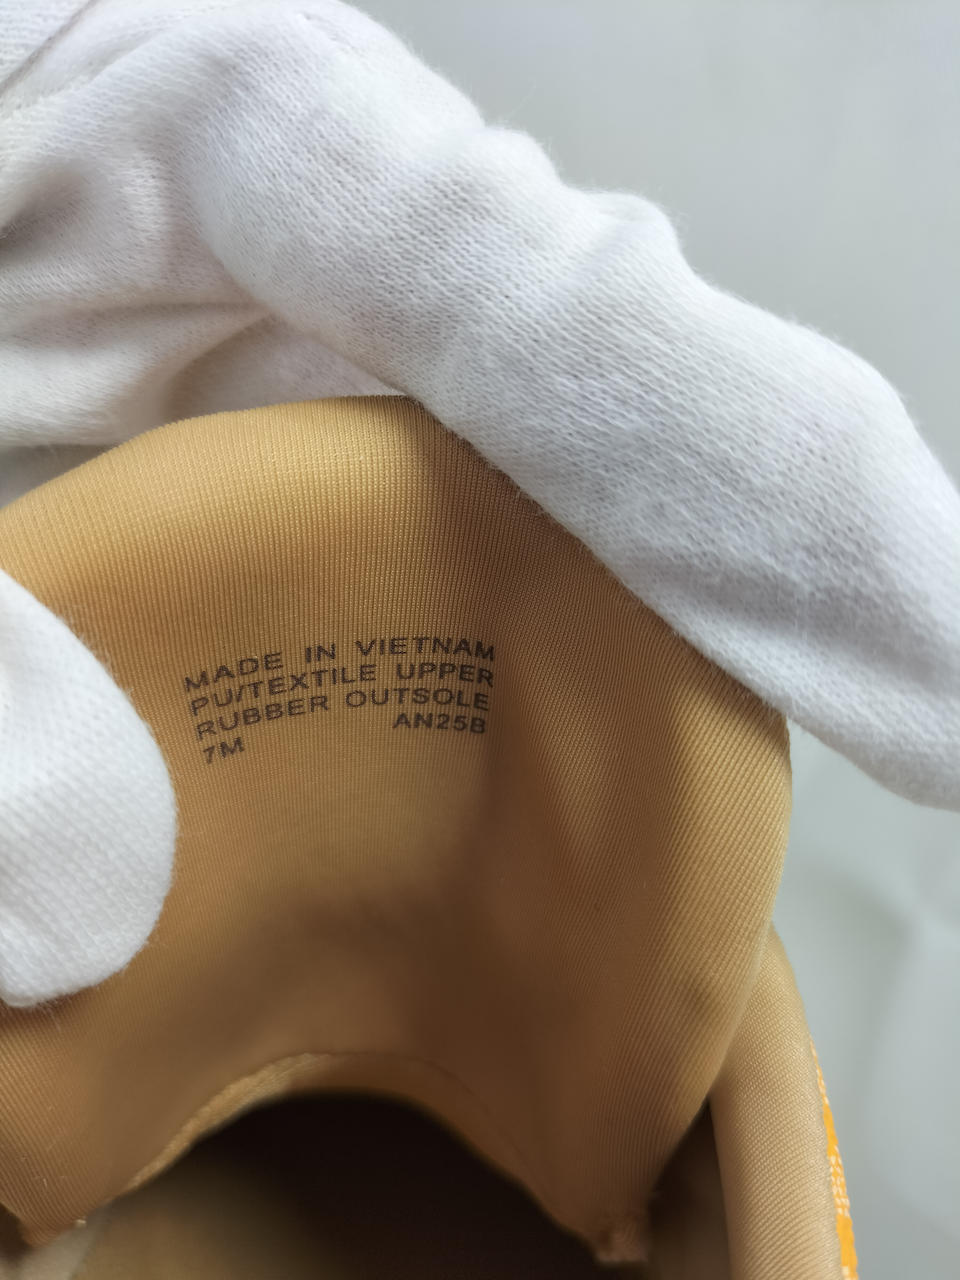 MADE IN VIETNAM
PU/TEXTILE UPPER
RUBBER OUTSOLE
7M AN25B